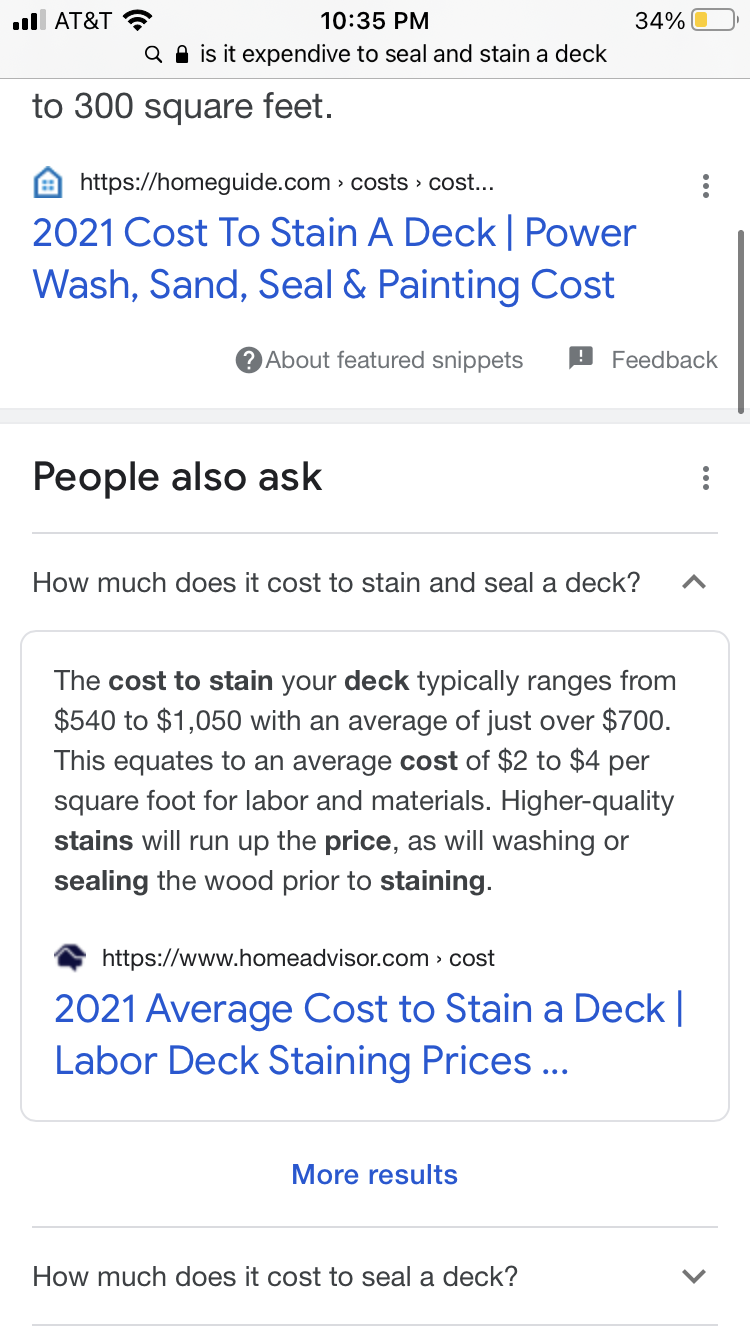 AT&T 10:35 PM 34%
is it expendive to seal and stain a deck
to 300 square feet.
https://homeguide.com › costs › cost...
2021 Cost To Stain A Deck | Power
Wash, Sand, Seal & Painting Cost
About featured snippets Feedback
People also ask
How much does it cost to stain and seal a deck?
The cost to stain your deck typically ranges from
$540 to $1,050 with an average of just over $700.
This equates to an average cost of $2 to $4 per
square foot for labor and materials. Higher-quality
stains will run up the price, as will washing or
sealing the wood prior to staining.
https://www.homeadvisor.com › cost
2021 Average Cost to Stain a Deck |
Labor Deck Staining Prices ...
More results
How much does it cost to seal a deck?